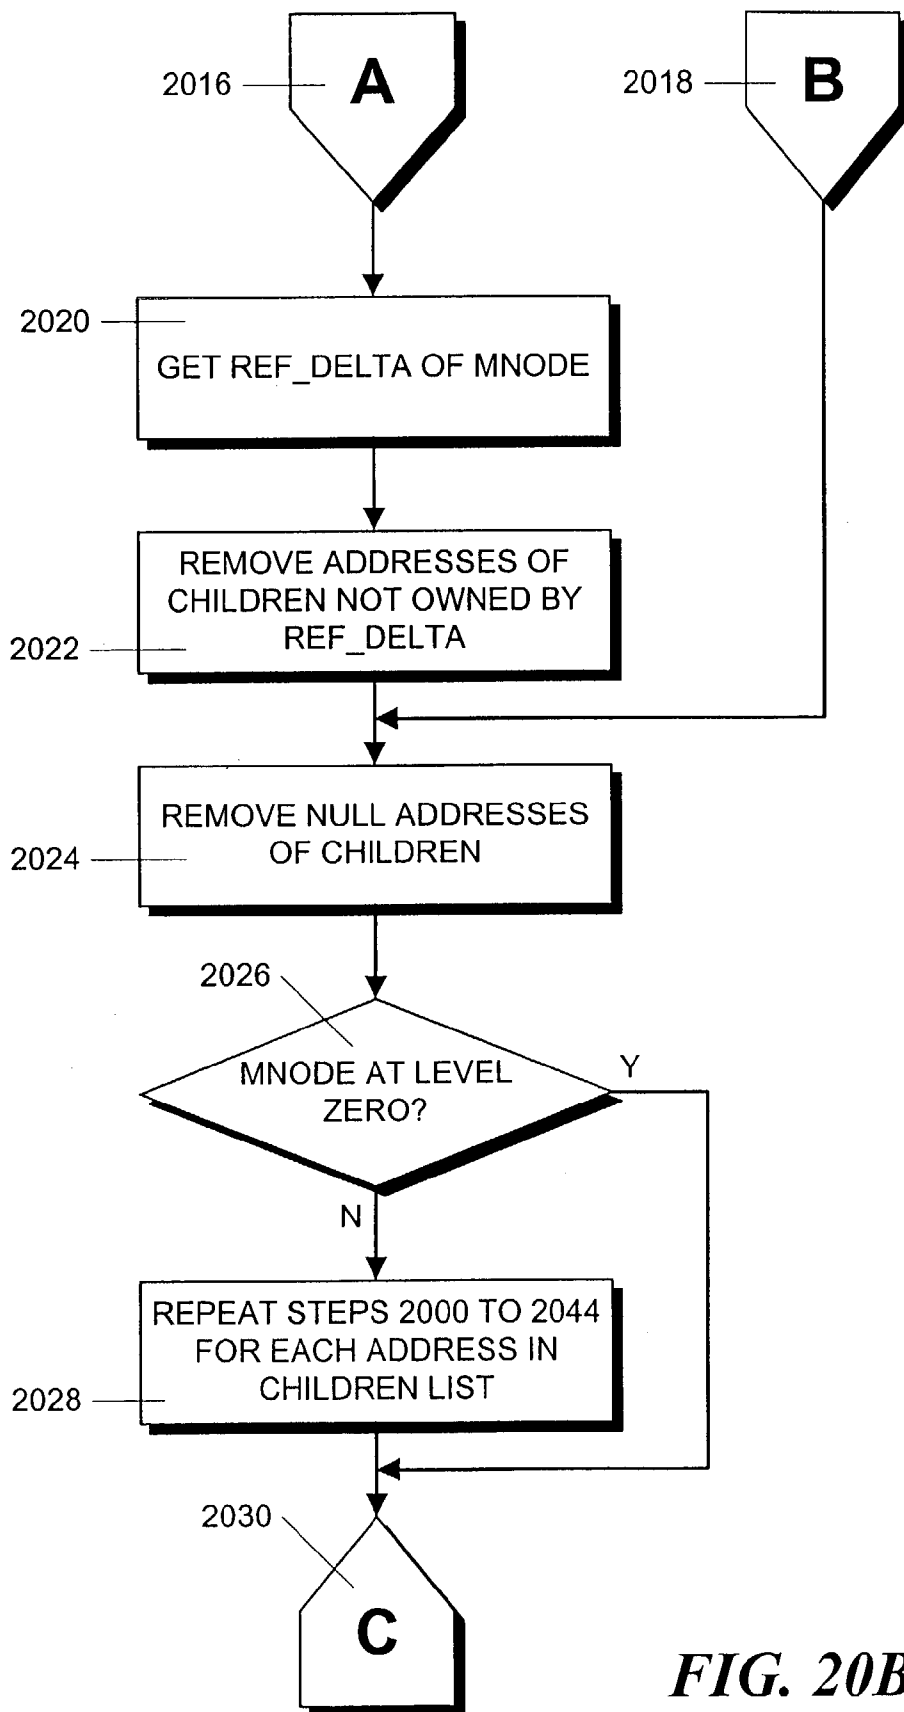 2016
A
2018
B
2020
GET REF_DELTA OF MNODE
REMOVE ADDRESSES OF
CHILDREN NOT OWNED BY
REF_DELTA
2022
REMOVE NULL ADDRESSES
OF CHILDREN
2024
2026
MNODE AT LEVEL
ZERO?
Y
N
REPEAT STEPS 2000 TO 2044
FOR EACH ADDRESS IN
CHILDREN LIST
2028
2030
C
FIG. 20B